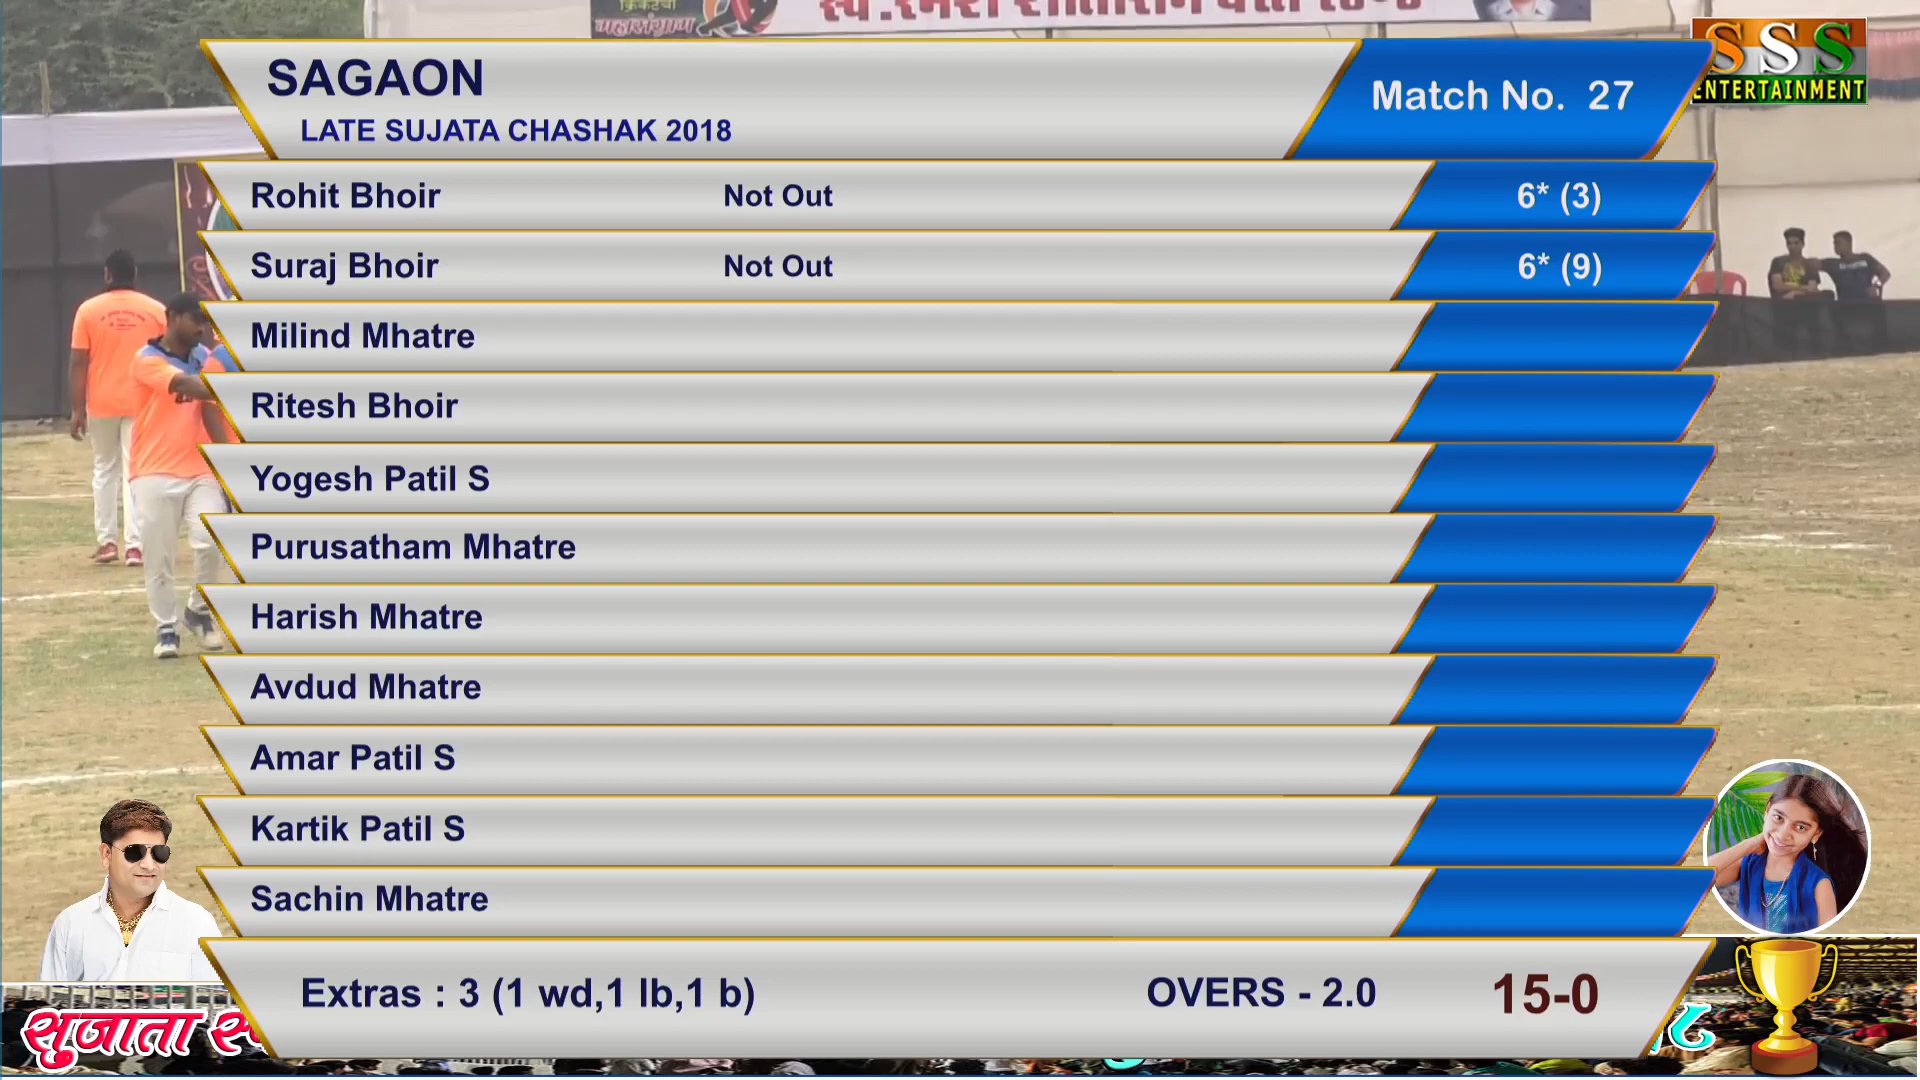 क्रिकेटचा
महासंग्राम
SSS
ENTERTAINMENT
SAGAON
Match No. 27
LATE SUJATA CHASHAK 2018
Rohit Bhoir Not Out 6* (3)
Suraj Bhoir Not Out 6* (9)
Milind Mhatre
Ritesh Bhoir
Yogesh Patil S
Purusatham Mhatre
Harish Mhatre
Avdud Mhatre
Amar Patil S
Kartik Patil S
Sachin Mhatre
Extras : 3 (1 wd,1 lb,1 b) OVERS - 2.0 15-0
सुजाता